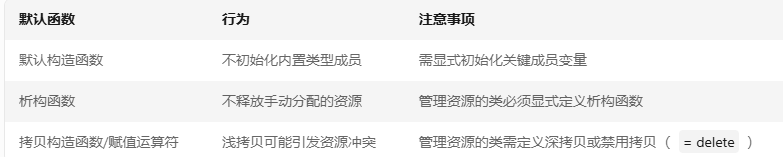 默认函数 行为 注意事项
默认构造函数 不初始化内置类型成员 需显式初始化关键成员变量
析构函数 不释放手动分配的资源 管理资源的类必须显式定义析构函数
拷贝构造函数/赋值运算符 浅拷贝可能引发资源冲突 管理资源的类需定义深拷贝或禁用拷贝（ = delete ）